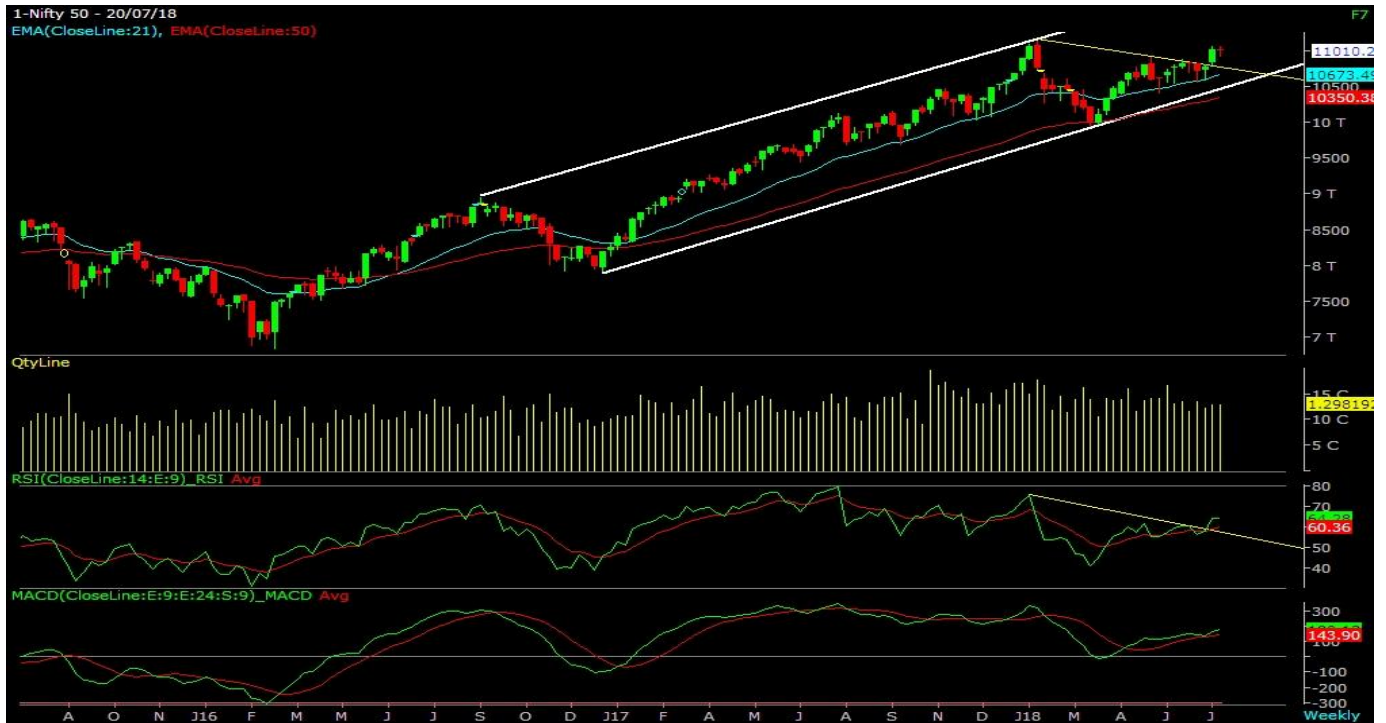 1-Nifty 50 - 20/07/18
F7
EMA(CloseLine:21), EMA(CloseLine:50)
11010.2
10673.49
10500
10350.38
10 T
9500
9 T
8500
8 T
7500
7 T
QtyLine
15 C
1.298192
10 C
5 C
RSI(CloseLine:14:E:9)_RSI Avg
80
70
60.36
50
40
MACD(CloseLine:E:9:E:24:S:9)_MACD Avg
300
143.90
100
-100
-200
-300
A O N J16 F M M J J S O D J17 F A M J A S N D J18 M A J J
Weekly